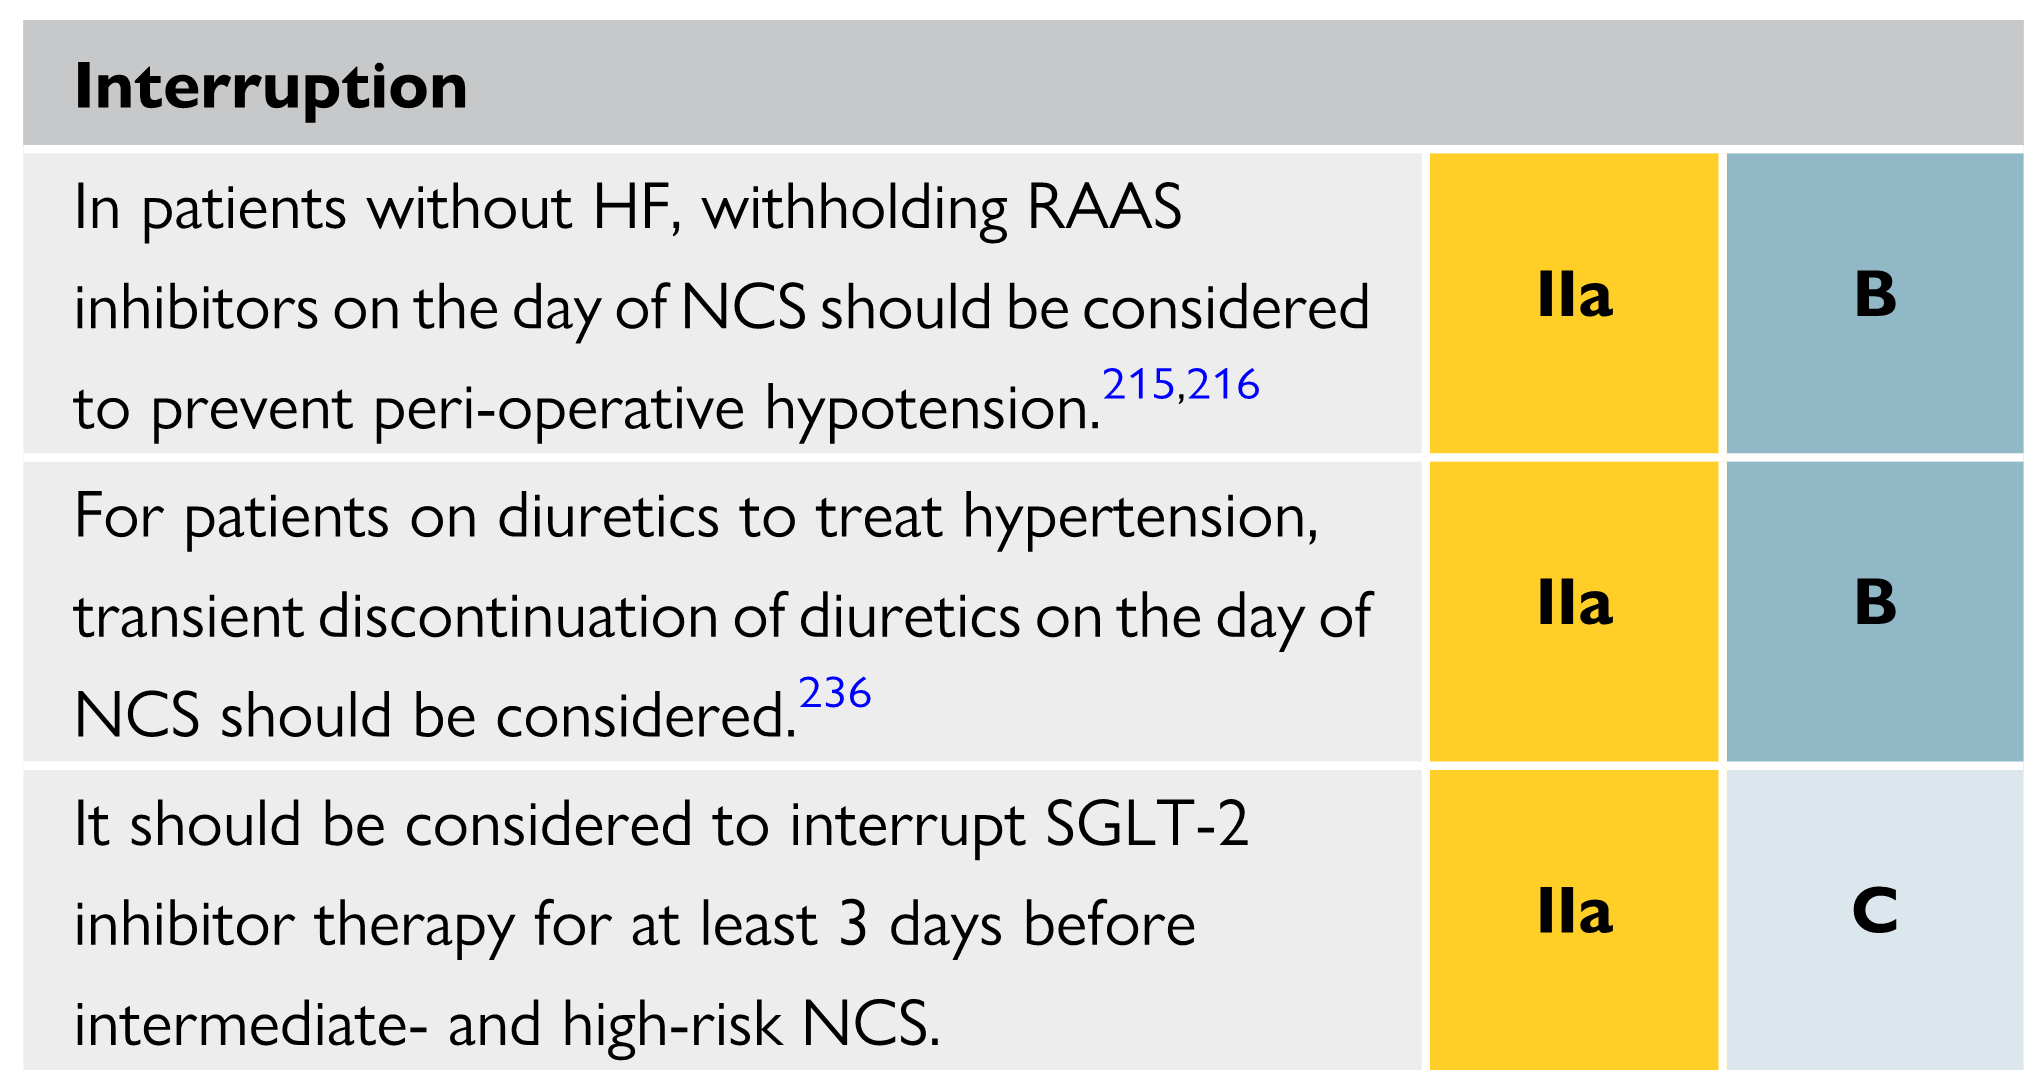 Interruption
In patients without HF, withholding RAAS
inhibitors on the day of NCS should be considered
to prevent peri-operative hypotension.215,216
IIa
B
For patients on diuretics to treat hypertension,
transient discontinuation of diuretics on the day of
NCS should be considered.236
IIa
B
It should be considered to interrupt SGLT-2
inhibitor therapy for at least 3 days before
intermediate- and high-risk NCS.
IIa
C